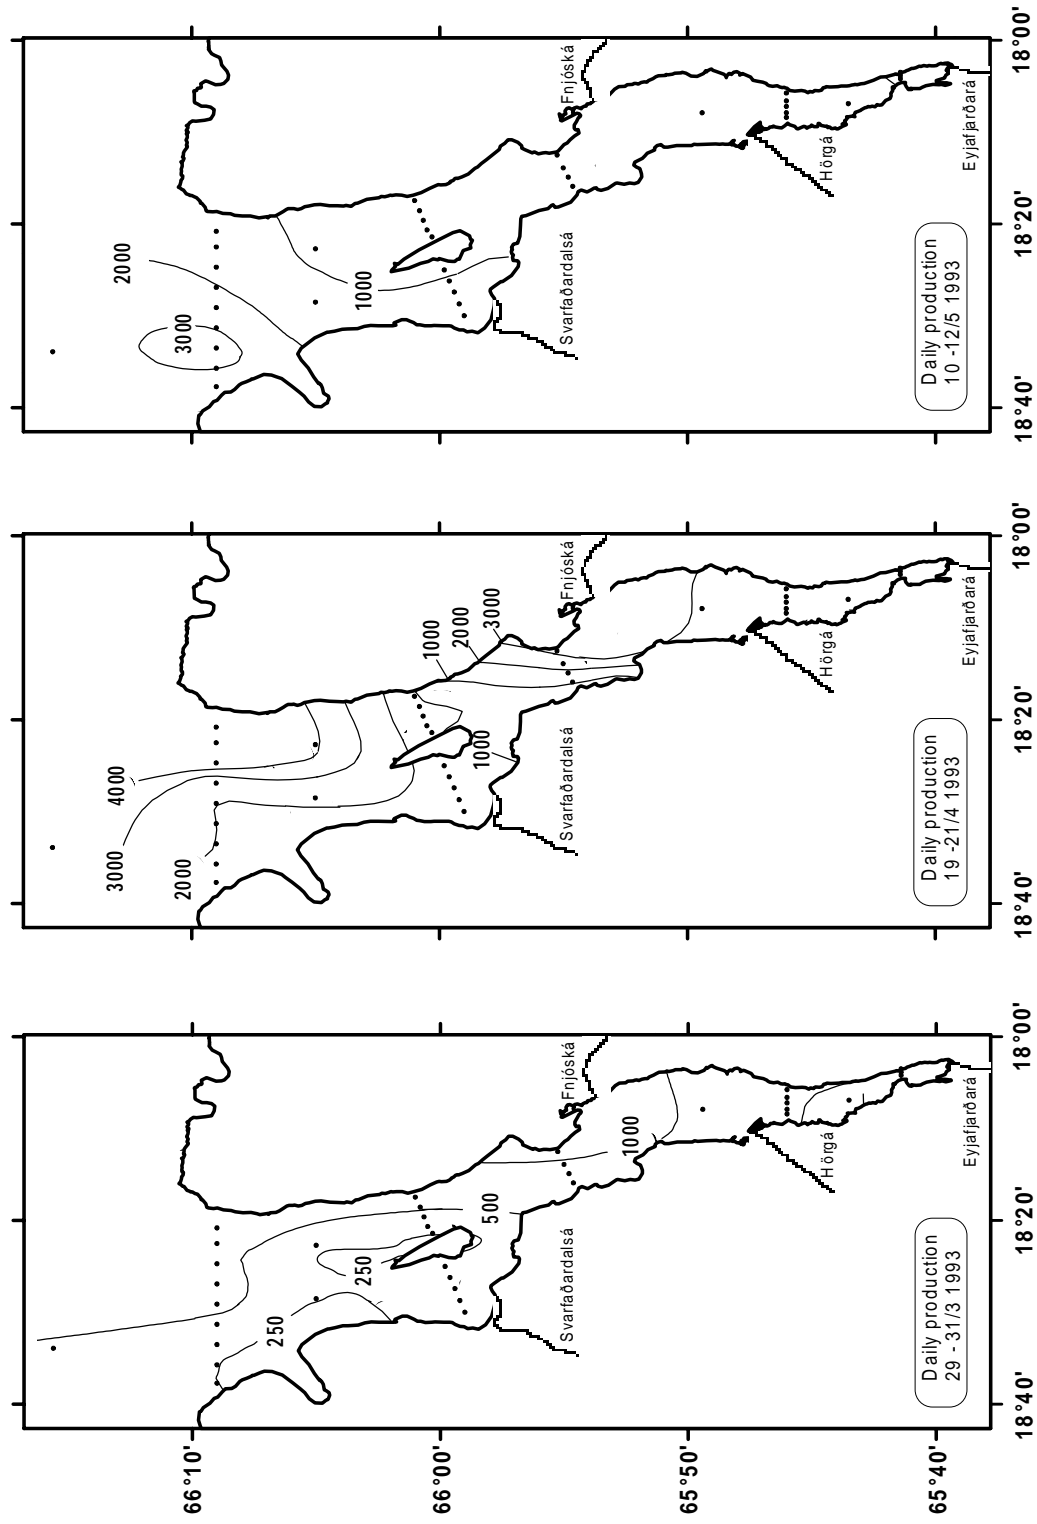 66°10'
66°00'
65°50'
65°40'
250
250
500
1000
Fnjóská
Svarfaðardalsá
Hörgá
Eyjafjarðará
Daily production
29 - 31/3 1993
18°40'
18°20'
18°00'
4000
3000
2000
1000
2000
3000
1000
Fnjóská
Svarfaðardalsá
Hörgá
Eyjafjarðará
Daily production
19 -21/4 1993
18°40'
18°20'
18°00'
2000
3000
1000
Fnjóská
Svarfaðardalsá
Hörgá
Eyjafjarðará
Daily production
10 -12/5 1993
18°40'
18°20'
18°00'